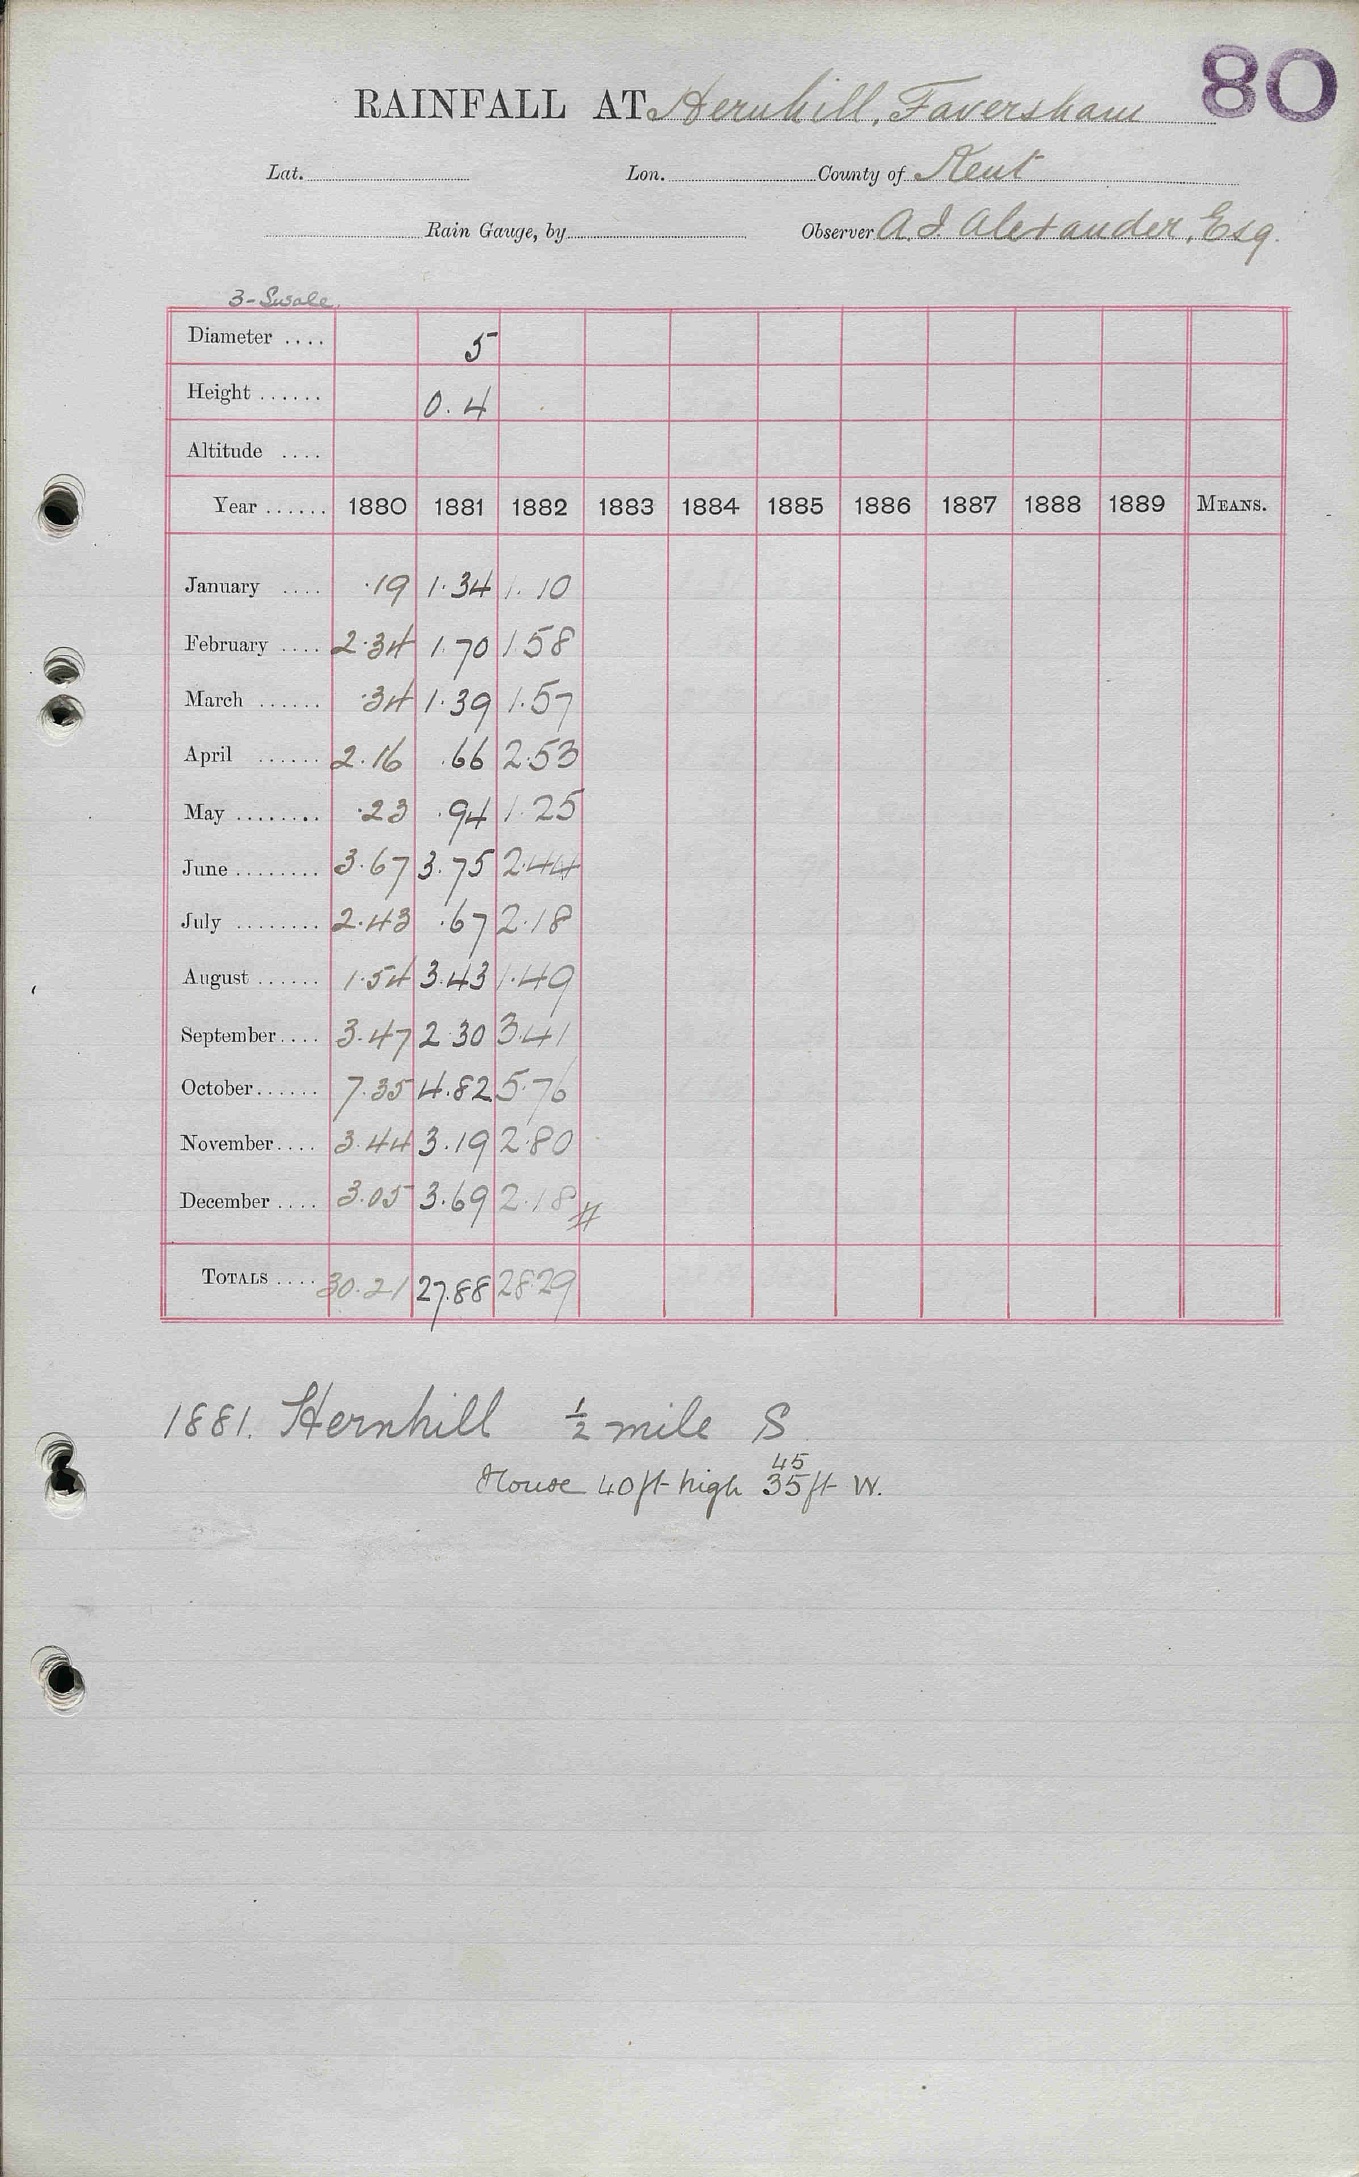 80
RAINFALL AT Hernhill, Faversham
Lat. Lon. County of Kent
Rain Gauge, by Observer A. J. Alexander, Esq.
3-Swale
Diameter .... 5
Height ...... 0.4
Altitude ....
Year ...... 1880 1881 1882 1883 1884 1885 1886 1887 1888 1889 MEANS.
January .... .19 1.34 1.10
February .... 2.34 1.70 1.58
March ...... .34 1.39 1.57
April ...... 2.16 .66 2.53
May ........ .23 .94 1.25
June ........ 3.67 3.75 2.44
July ........ 2.43 .67 2.18
August ...... 1.54 3.43 1.49
September .... 3.47 2.30 3.41
October ...... 7.35 4.82 5.76
November .... 3.44 3.19 2.80
December .... 3.05 3.69 2.18 #
TOTALS .... 30.21 27.88 28.29
1881. Hernhill ½ mile S
45
House 40ft high 35ft W.